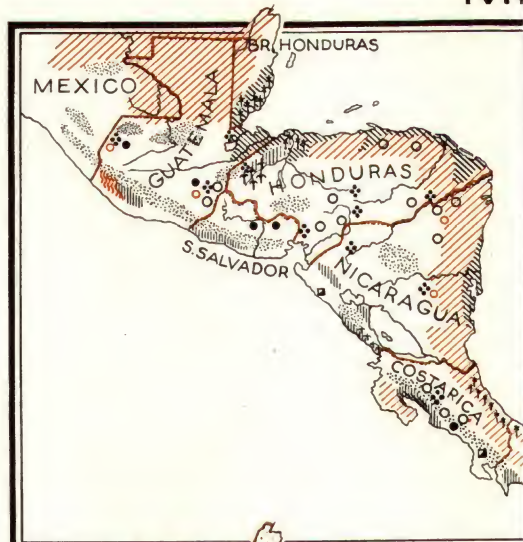 BR. HONDURAS
MEXICO
GUATEMALA
HONDURAS
S. SALVADOR
NICARAGUA
COSTA RICA